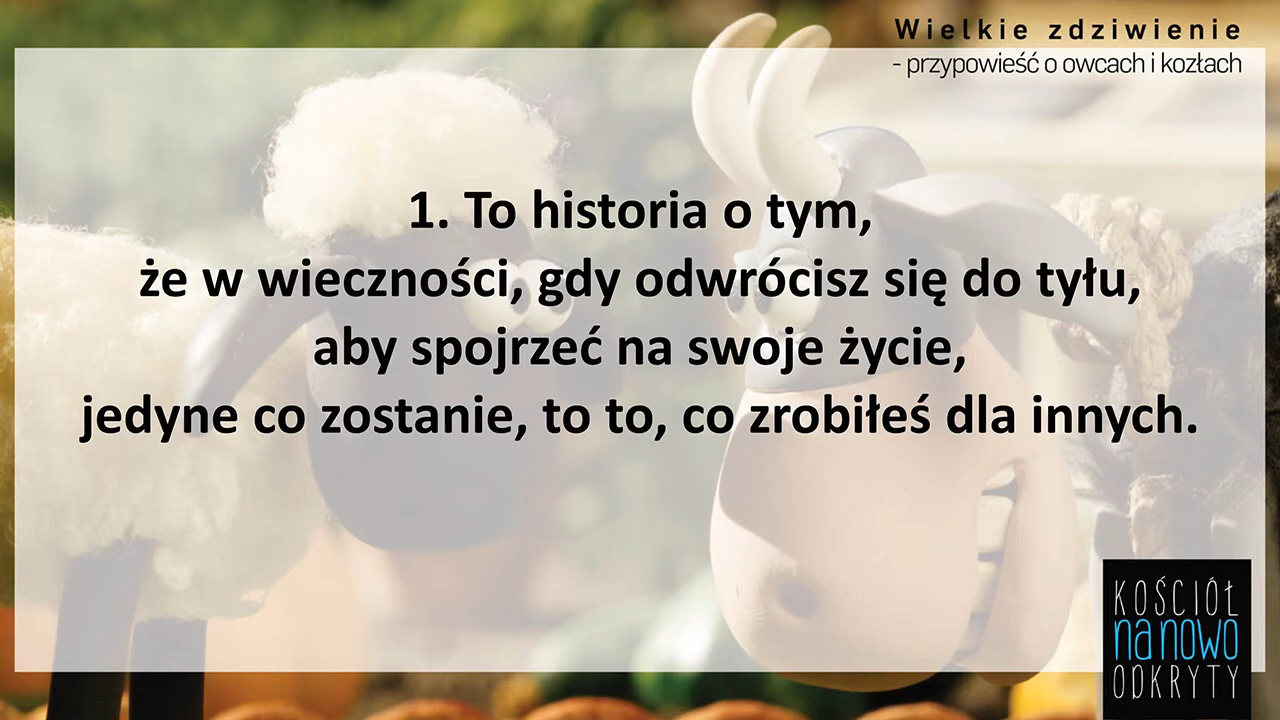 Wielkie zdziwienie
- przypowieść o owcach i kozłach
1. To historia o tym,
że w wieczności, gdy odwrócisz się do tyłu,
aby spojrzeć na swoje życie,
jedyne co zostanie, to to, co zrobiłeś dla innych.
KOŚCIÓŁ
na nowo
ODKRYTY